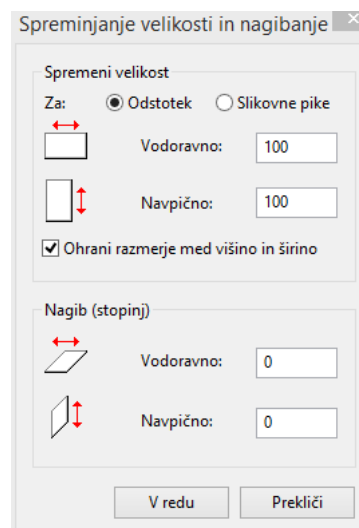 Spreminjanje velikosti in nagibanje
Spremeni velikost
Za: Odstotek Slikovne pike
Vodoravno: 100
Navpično: 100
Ohrani razmerje med višino in širino
Nagib (stopinj)
Vodoravno: 0
Navpično: 0
V redu Prekliči